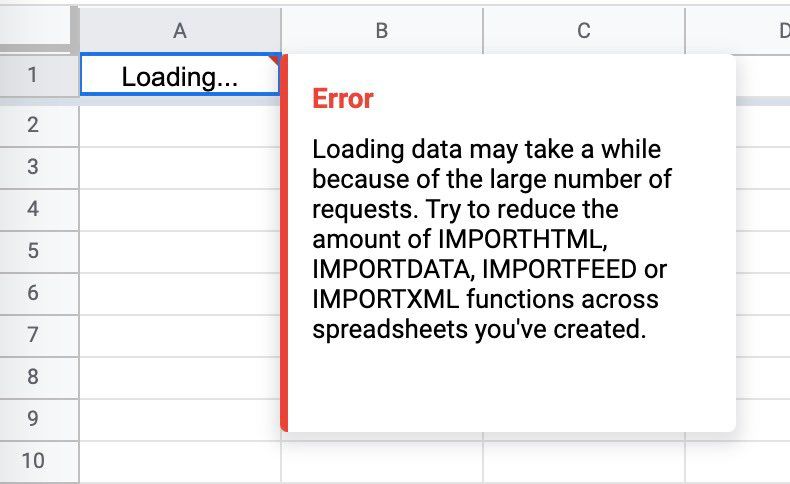 A B C D
1 Loading...
Error
2
Loading data may take a while
3
because of the large number of
4
requests. Try to reduce the
5
amount of IMPORTHTML,
6
IMPORTDATA, IMPORTFEED or
IMPORTXML functions across
7
spreadsheets you've created.
8
9
10